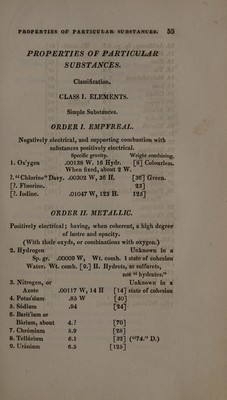 PROPERTIES OF PARTICULAR SUBSTANCES. 53
PROPERTIES OF PARTICULAR
SUBSTANCES.
Classification.
CLASS I. ELEMENTS.
Simple Substances.
ORDER I. EMPYREAL.
Negatively electrical, and supporting combustion with
substances positively electrical.
Specific gravity. Weight combining.
1. Ox'ygen .00138 W. 16 Hydr. [8] Colourless.
When fixed, about 2 W.
?. "Chlorine" Davy. .00302 W, 36 H. [36] Green.
[?. Fluorine. 23]
[?. Iodine. .01047 W, 123 H. 125]
ORDER II. METALLIC.
Positively electrical; having, when coherent, a high degree
of lustre and opacity.
(With their oxyds, or combinations with oxygen.)
2. Hydrogen Unknown in a
Sp. gr. .00009 W, Wt. comb. 1 state of cohesion
Water. Wt. comb. [9.] H. Hydrets, as sulfurets,
not "hydrates."
3. Nitrogen, or Unknown in a
Azote .00117 W, 14 H [14] state of cohesion
4. Potas'sium .85 W [40]
5. Sódium .94 [24]
6. Barit'ium or
Bárium, about 4.? [70]
7. Chrómium 5.9 [28]
8. Tellúrium 6.1 [32] ("74." D.)
9. Uránium 6.5 [125]